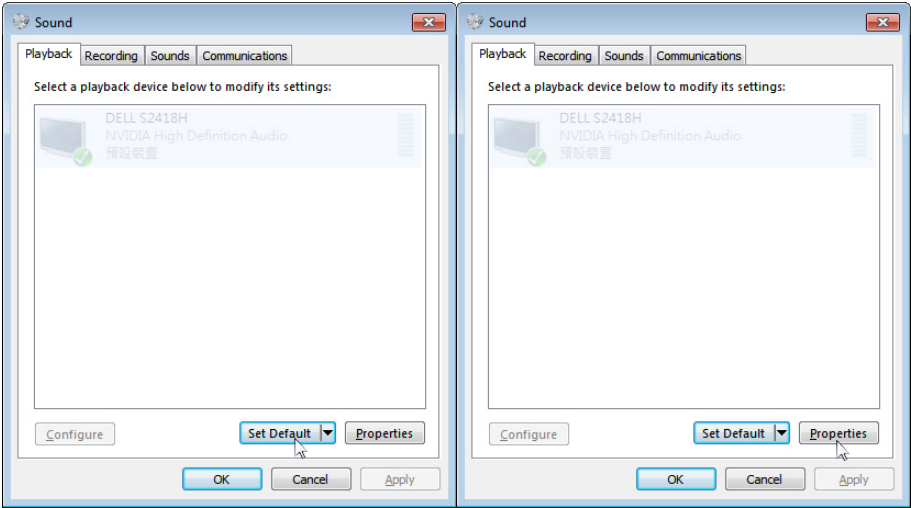 Sound
Playback Recording Sounds Communications
Select a playback device below to modify its settings:
DELL S2418H
NVIDIA High Definition Audio
預設裝置
Configure Set Default Properties
OK Cancel Apply
Sound
Playback Recording Sounds Communications
Select a playback device below to modify its settings:
DELL S2418H
NVIDIA High Definition Audio
預設裝置
Configure Set Default Properties
OK Cancel Apply